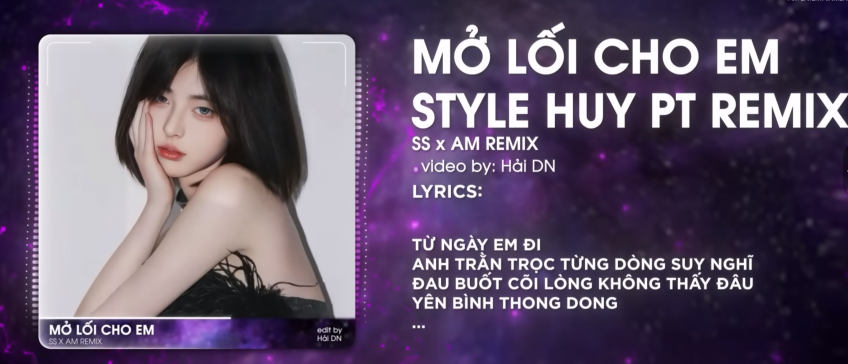 MỞ LỐI CHO EM
STYLE HUY PT REMIX
SS x AM REMIX
video by: Hải DN
LYRICS:
TỪ NGÀY EM ĐI
ANH TRẰN TRỌC TỪNG DÒNG SUY NGHĨ
ĐAU BUỐT CÕI LÒNG KHÔNG THẤY ĐÂU
YÊN BÌNH THONG DONG
...
MỞ LỐI CHO EM
SS X AM REMIX
edit by
Hải DN